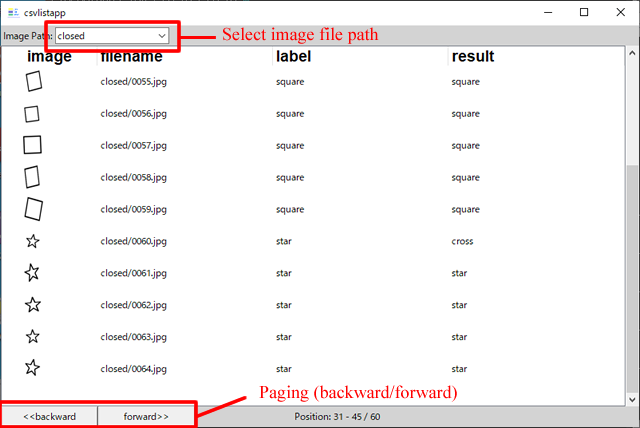 csvlistapp
Image Path: closed
Select image file path
image filename label result
closed/0055.jpg square square
closed/0056.jpg square square
closed/0057.jpg square square
closed/0058.jpg square square
closed/0059.jpg square square
closed/0060.jpg star cross
closed/0061.jpg star star
closed/0062.jpg star star
closed/0063.jpg star star
closed/0064.jpg star star
Paging (backward/forward)
<<backward forward>> Position: 31 - 45 / 60